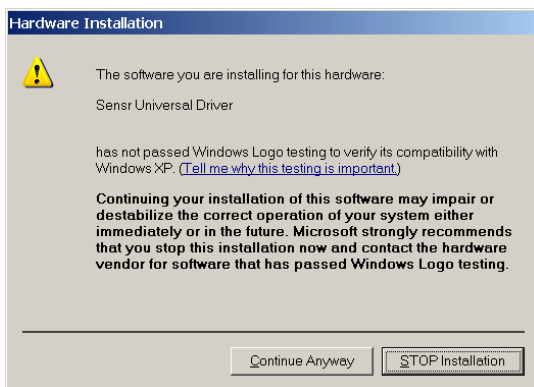 Hardware Installation
The software you are installing for this hardware:
Sensr Universal Driver
has not passed Windows Logo testing to verify its compatibility with
Windows XP. (Tell me why this testing is important.)
Continuing your installation of this software may impair or
destabilize the correct operation of your system either
immediately or in the future. Microsoft strongly recommends
that you stop this installation now and contact the hardware
vendor for software that has passed Windows Logo testing.
Continue Anyway
STOP Installation